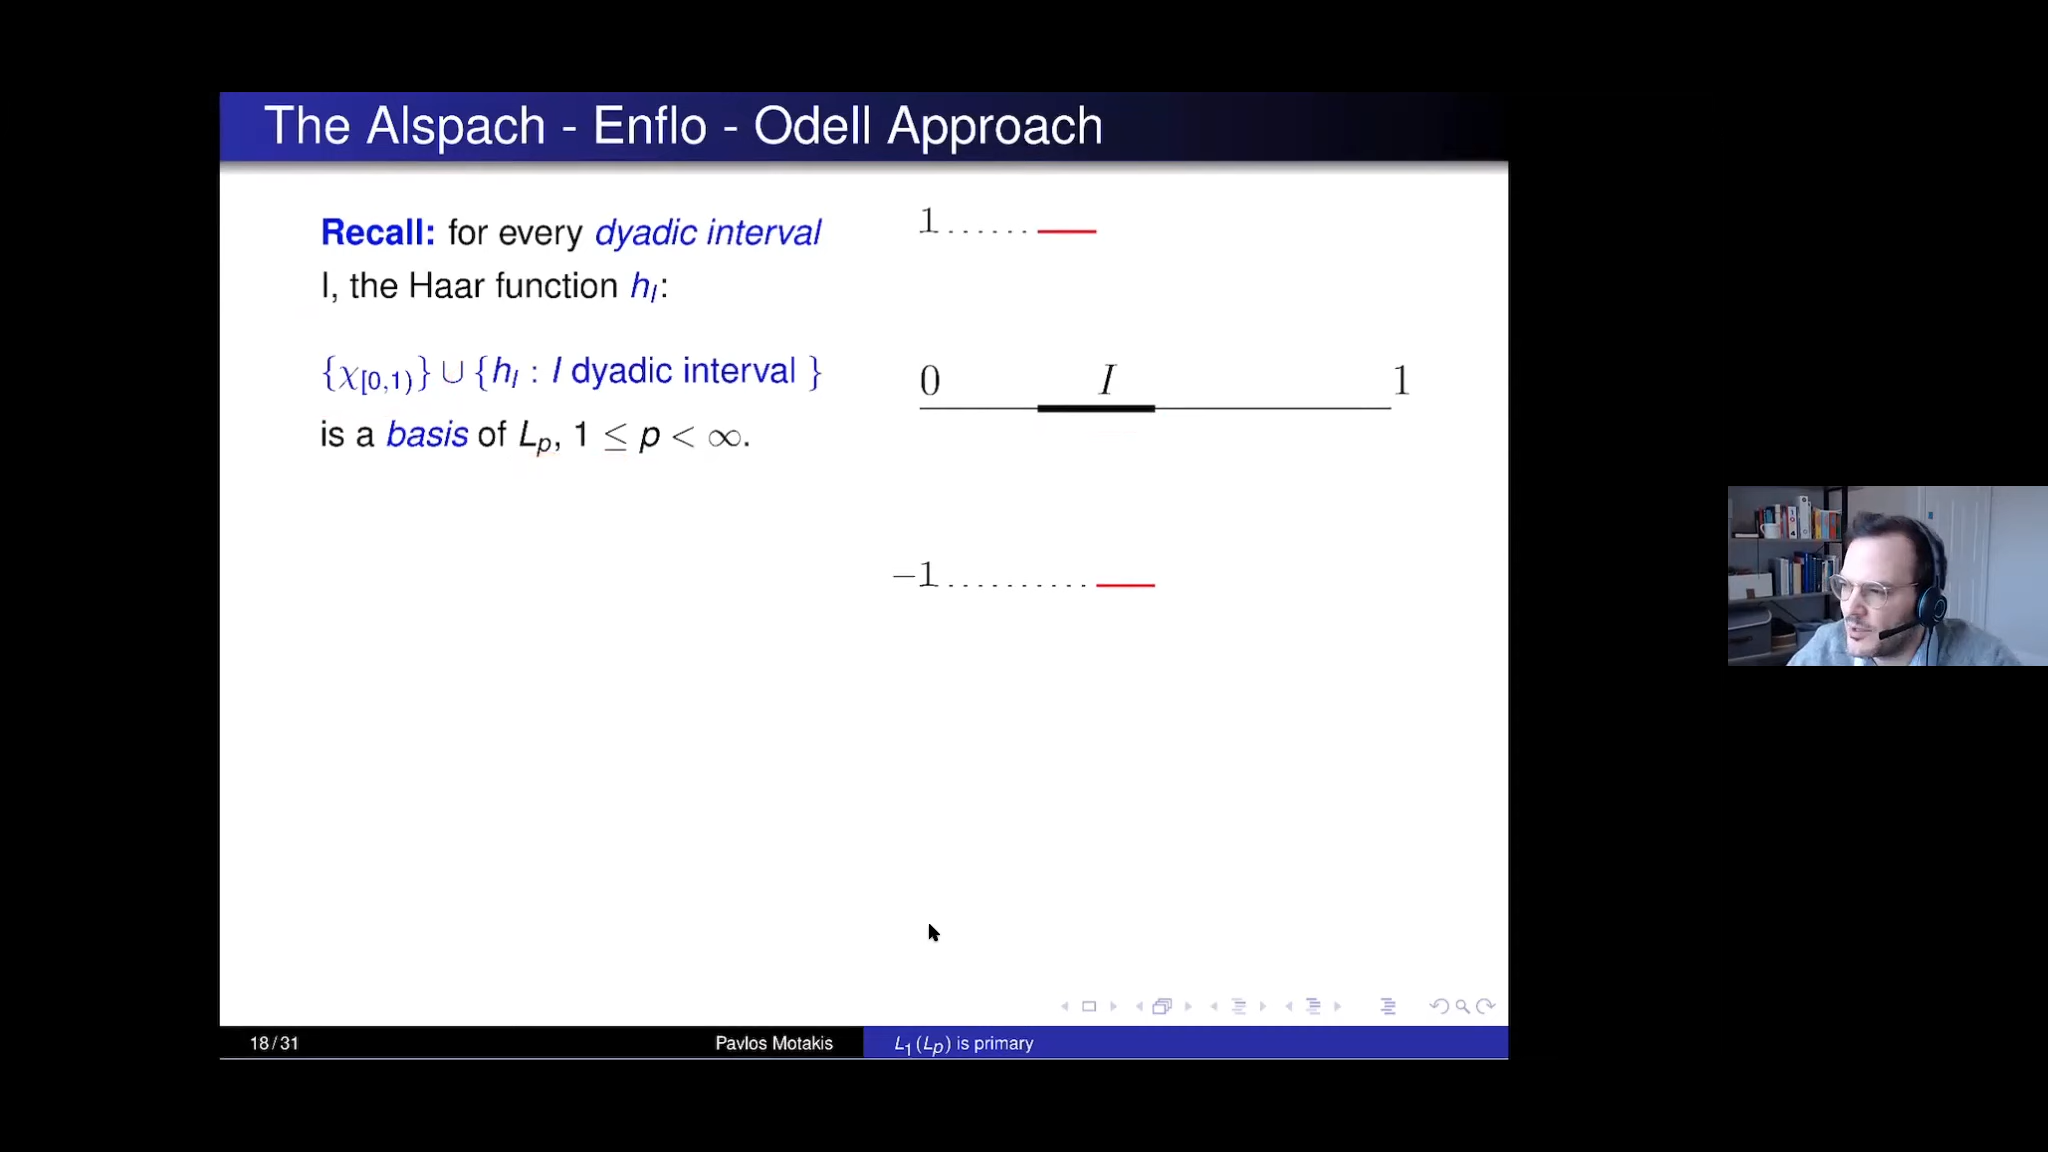 The Alspach - Enflo - Odell Approach
Recall: for every dyadic interval
I, the Haar function h_I:
{χ_[0,1)} ∪ {h_I : I dyadic interval }
is a basis of L_p, 1 ≤ p < ∞.
1
0 I 1
−1
18 / 31 Pavlos Motakis L_1(L_p) is primary